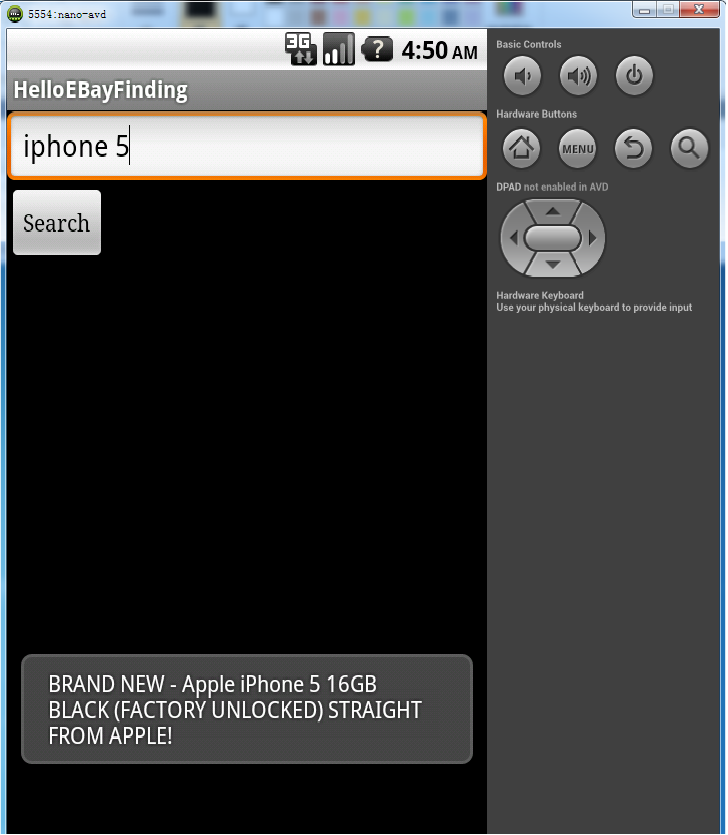 5554:nano-avd
3G
?
4:50 AM
HelloEBayFinding
iphone 5
Search
BRAND NEW - Apple iPhone 5 16GB
BLACK (FACTORY UNLOCKED) STRAIGHT
FROM APPLE!
Basic Controls
Hardware Buttons
MENU
DPAD not enabled in AVD
Hardware Keyboard
Use your physical keyboard to provide input